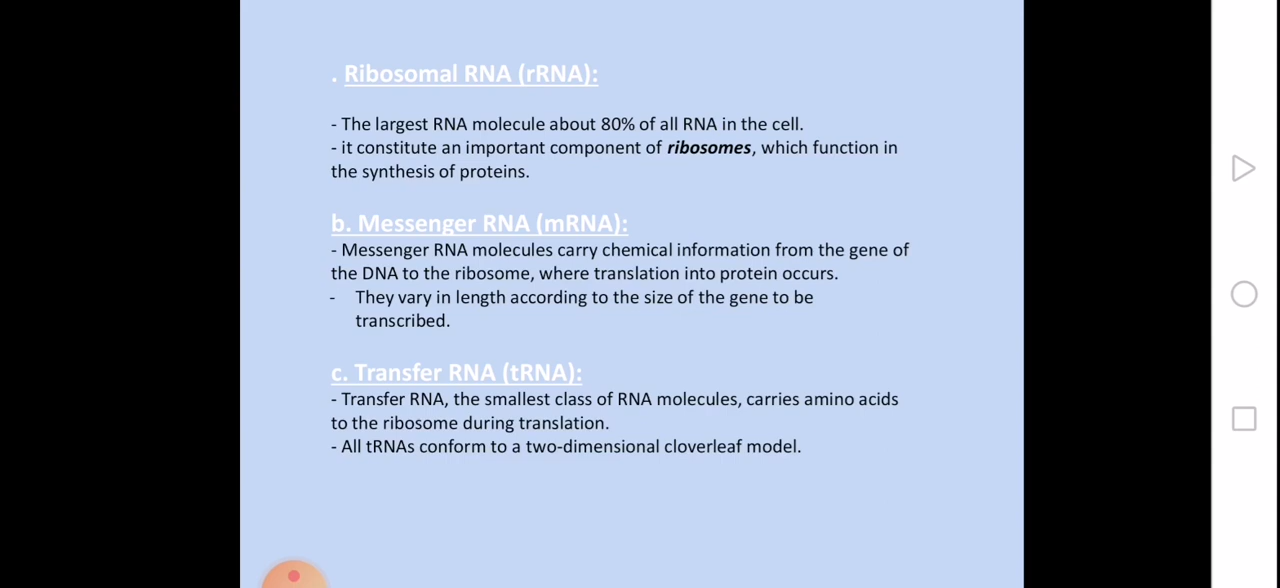 . Ribosomal RNA (rRNA):
- The largest RNA molecule about 80% of all RNA in the cell.
- it constitute an important component of ribosomes, which function in
the synthesis of proteins.
b. Messenger RNA (mRNA):
- Messenger RNA molecules carry chemical information from the gene of
the DNA to the ribosome, where translation into protein occurs.
- They vary in length according to the size of the gene to be
transcribed.
c. Transfer RNA (tRNA):
- Transfer RNA, the smallest class of RNA molecules, carries amino acids
to the ribosome during translation.
- All tRNAs conform to a two-dimensional cloverleaf model.